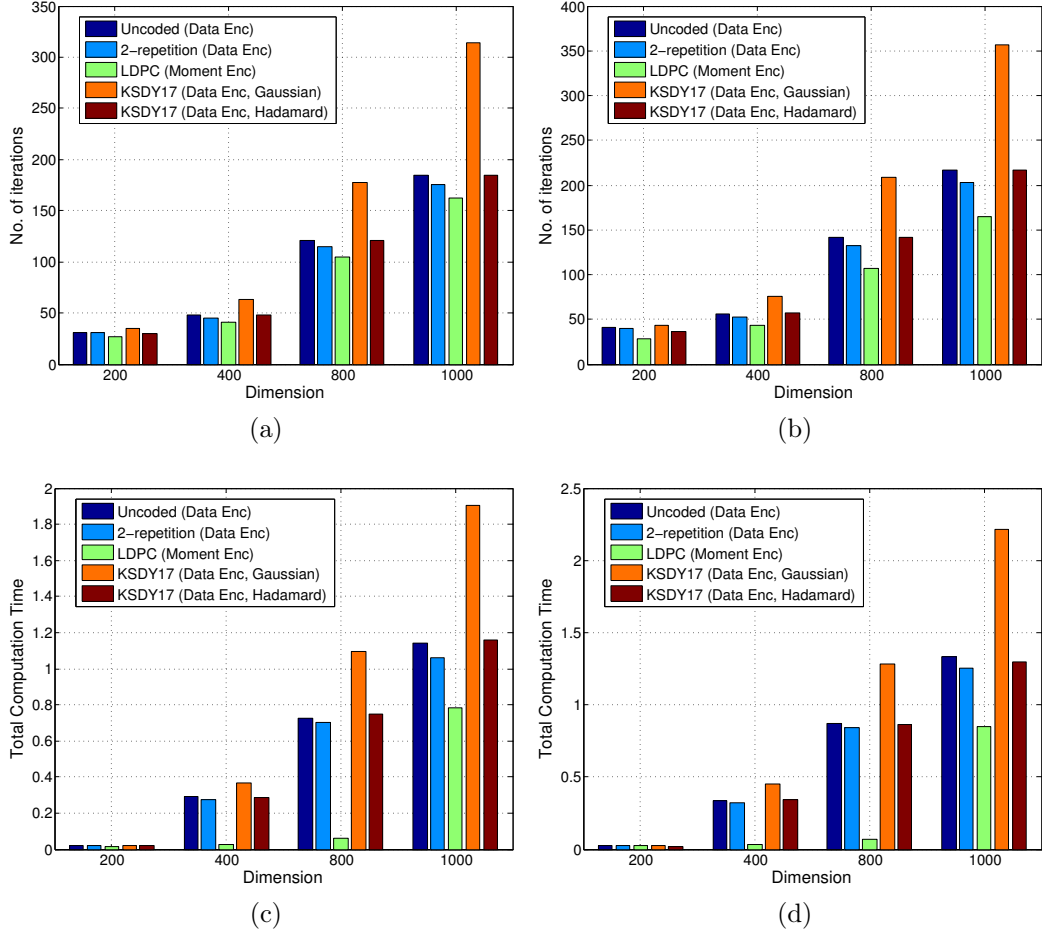 350
300
250
200
150
100
50
0
No. of iterations
Uncoded (Data Enc)
2−repetition (Data Enc)
LDPC (Moment Enc)
KSDY17 (Data Enc, Gaussian)
KSDY17 (Data Enc, Hadamard)
200 400 800 1000
Dimension
(a)
400
350
300
250
200
150
100
50
0
No. of iterations
Uncoded (Data Enc)
2−repetition (Data Enc)
LDPC (Moment Enc)
KSDY17 (Data Enc, Gaussian)
KSDY17 (Data Enc, Hadamard)
200 400 800 1000
Dimension
(b)
2
1.8
1.6
1.4
1.2
1
0.8
0.6
0.4
0.2
0
Total Computation Time
Uncoded (Data Enc)
2−repetition (Data Enc)
LDPC (Moment Enc)
KSDY17 (Data Enc, Gaussian)
KSDY17 (Data Enc, Hadamard)
200 400 800 1000
Dimension
(c)
2.5
2
1.5
1
0.5
0
Total Computation Time
Uncoded (Data Enc)
2−repetition (Data Enc)
LDPC (Moment Enc)
KSDY17 (Data Enc, Gaussian)
KSDY17 (Data Enc, Hadamard)
200 400 800 1000
Dimension
(d)